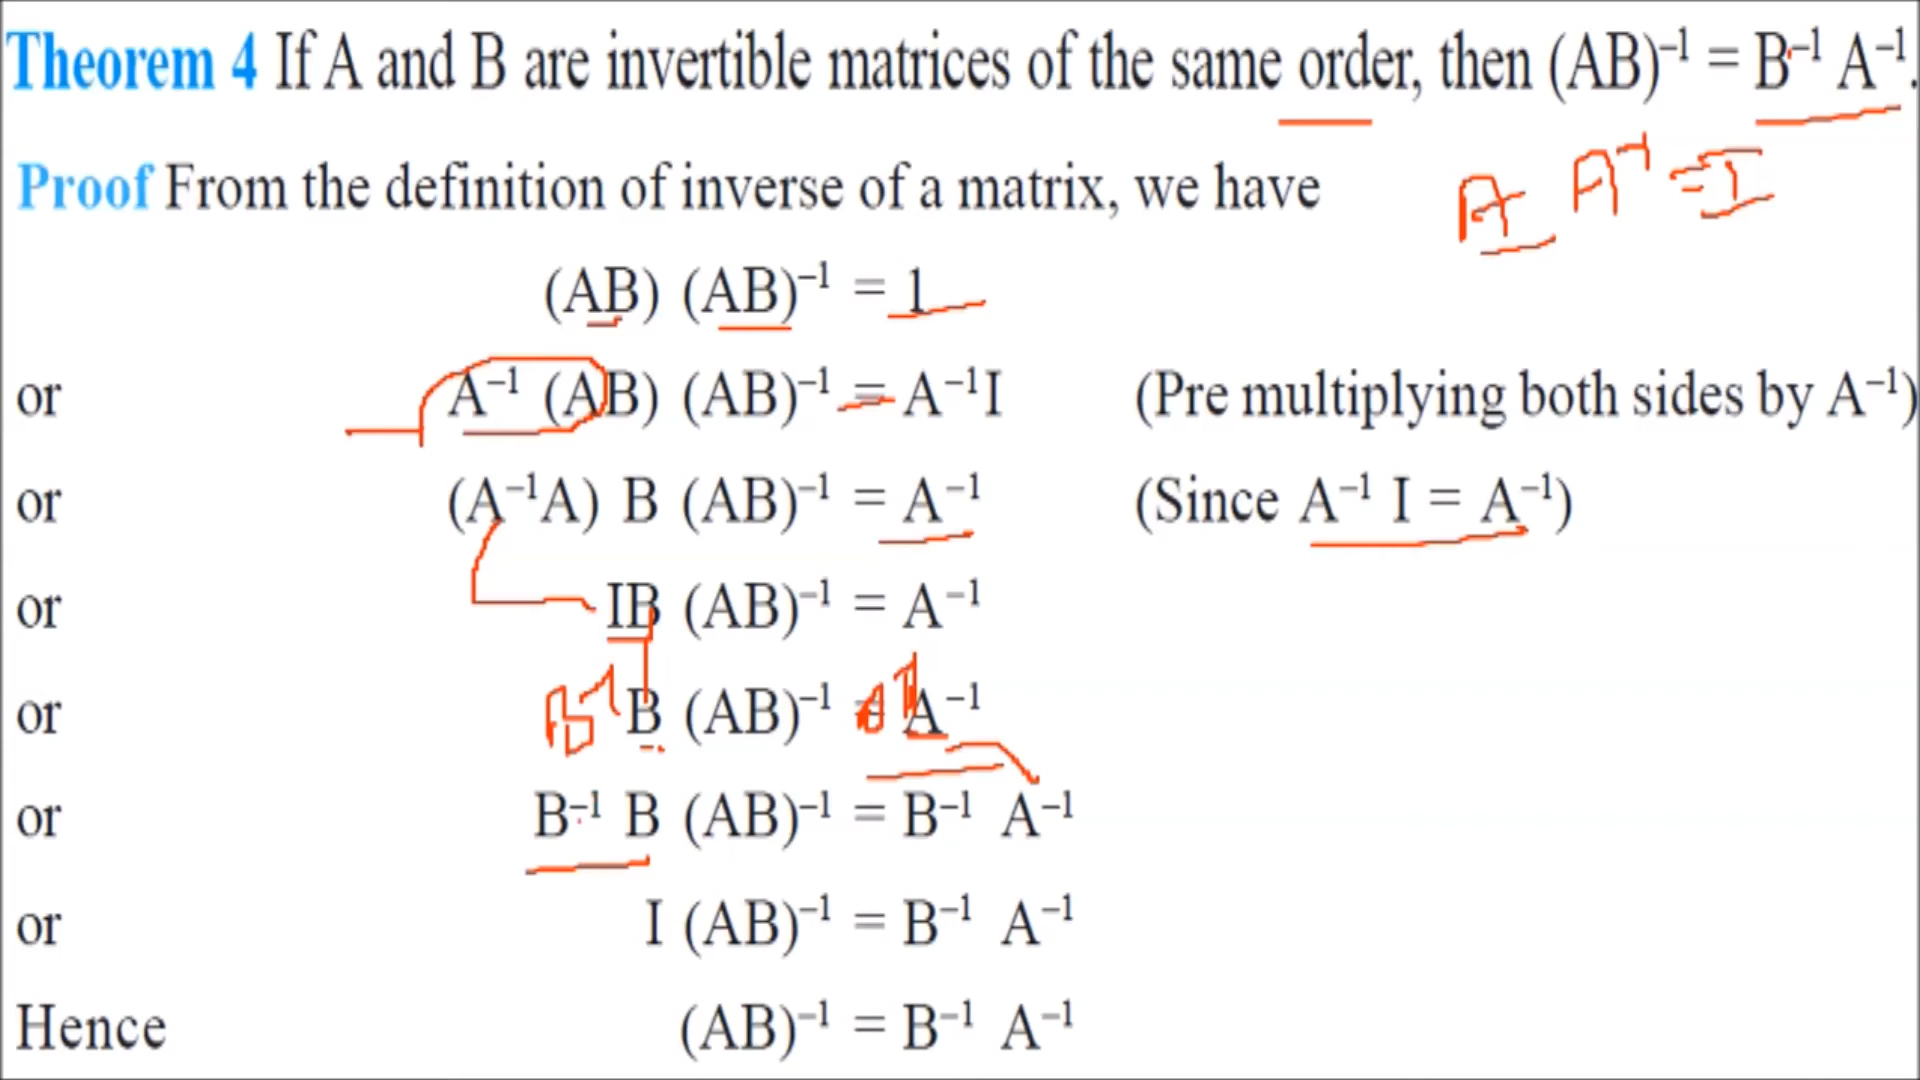 Theorem 4 If A and B are invertible matrices of the same order, then (AB)⁻¹ = B⁻¹ A⁻¹.
Proof From the definition of inverse of a matrix, we have
A A⁻¹ = I
(AB) (AB)⁻¹ = 1
or A⁻¹ (AB) (AB)⁻¹ = A⁻¹I (Pre multiplying both sides by A⁻¹)
or (A⁻¹A) B (AB)⁻¹ = A⁻¹ (Since A⁻¹ I = A⁻¹)
or IB (AB)⁻¹ = A⁻¹
or B⁻¹ B (AB)⁻¹ = A⁻¹
or B⁻¹ B (AB)⁻¹ = B⁻¹ A⁻¹
or I (AB)⁻¹ = B⁻¹ A⁻¹
Hence (AB)⁻¹ = B⁻¹ A⁻¹